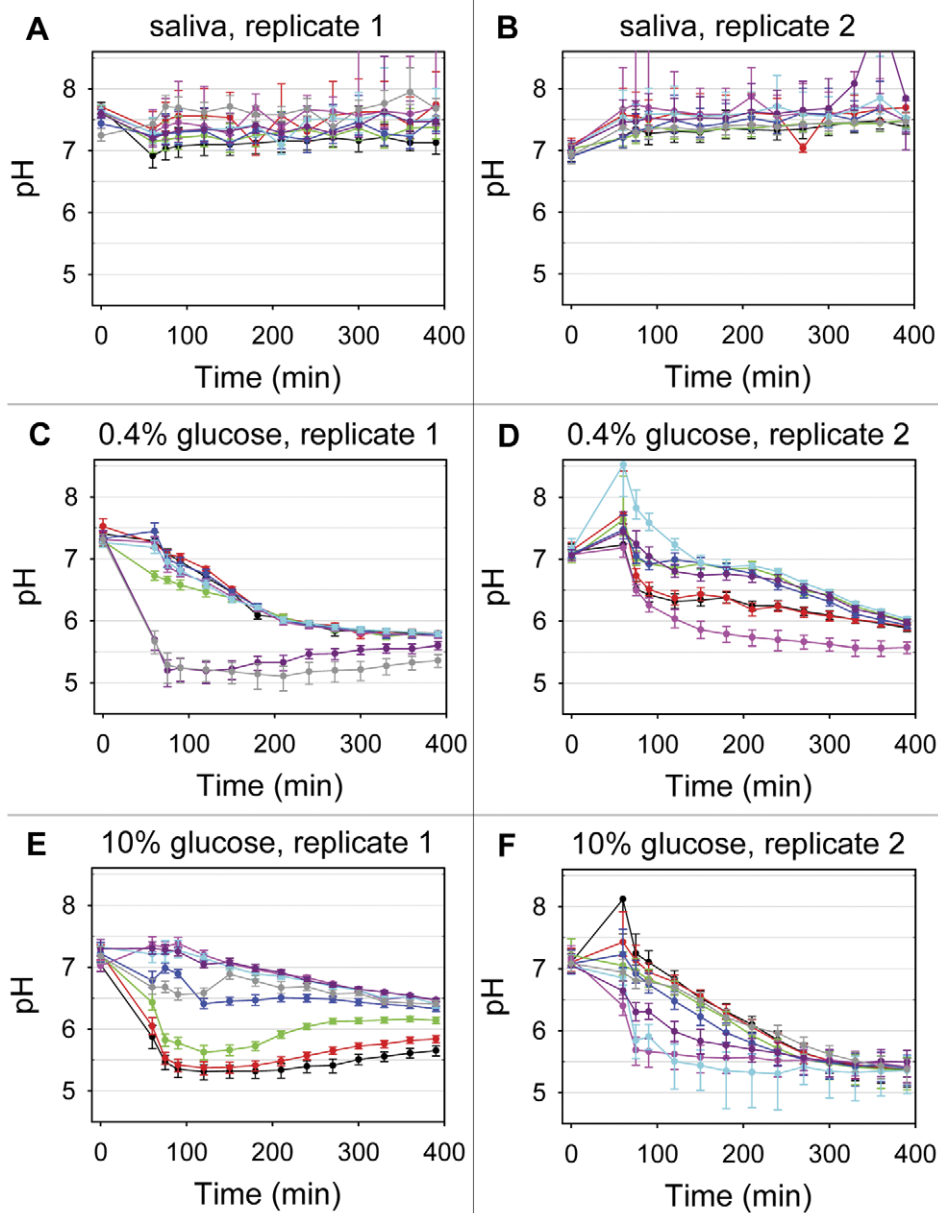 A saliva, replicate 1
8
7
6
5
pH
0 100 200 300 400
Time (min)
B saliva, replicate 2
8
7
6
5
pH
0 100 200 300 400
Time (min)
C 0.4% glucose, replicate 1
8
7
6
5
pH
0 100 200 300 400
Time (min)
D 0.4% glucose, replicate 2
8
7
6
5
pH
0 100 200 300 400
Time (min)
E 10% glucose, replicate 1
8
7
6
5
pH
0 100 200 300 400
Time (min)
F 10% glucose, replicate 2
8
7
6
5
pH
0 100 200 300 400
Time (min)